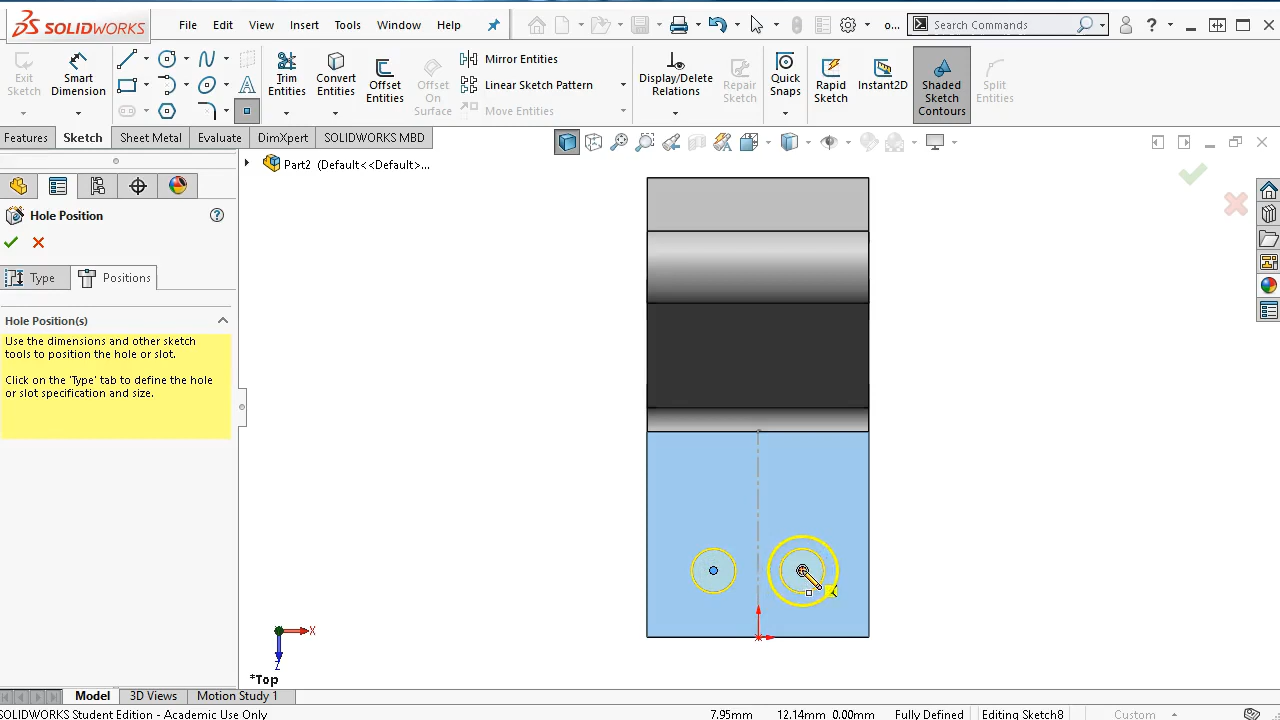 SOLIDWORKS
File Edit View Insert Tools Window Help
o...
Search Commands
Exit Sketch
Smart Dimension
Trim Entities
Convert Entities
Offset Entities
Offset On Surface
Mirror Entities
Linear Sketch Pattern
Move Entities
Display/Delete Relations
Repair Sketch
Quick Snaps
Rapid Sketch
Instant2D
Shaded Sketch Contours
Split Entities
Features Sketch Sheet Metal Evaluate DimXpert SOLIDWORKS MBD
Part2 (Default<<Default>...
Hole Position
Type Positions
Hole Position(s)
Use the dimensions and other sketch
tools to position the hole or slot.
Click on the 'Type' tab to define the hole
or slot specification and size.
X
Z
*Top
Model 3D Views Motion Study 1
SOLIDWORKS Student Edition - Academic Use Only 7.95mm 12.14mm 0.00mm Fully Defined Editing Sketch8 Custom